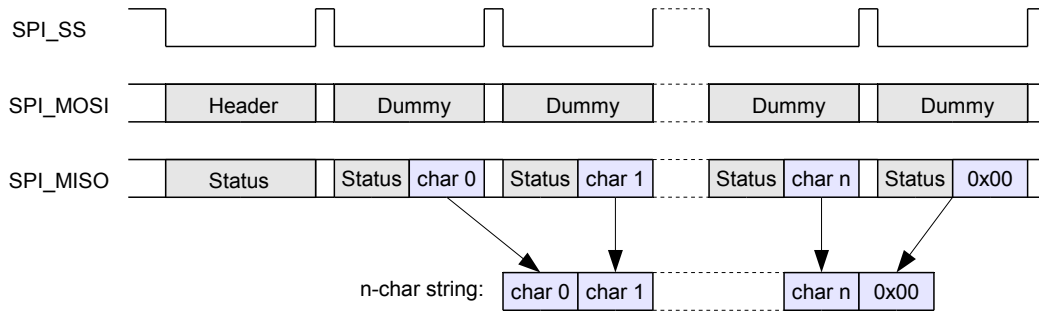 SPI_SS
SPI_MOSI Header Dummy Dummy Dummy Dummy
SPI_MISO Status Status char 0 Status char 1 Status char n Status 0x00
n-char string: char 0 char 1 char n 0x00